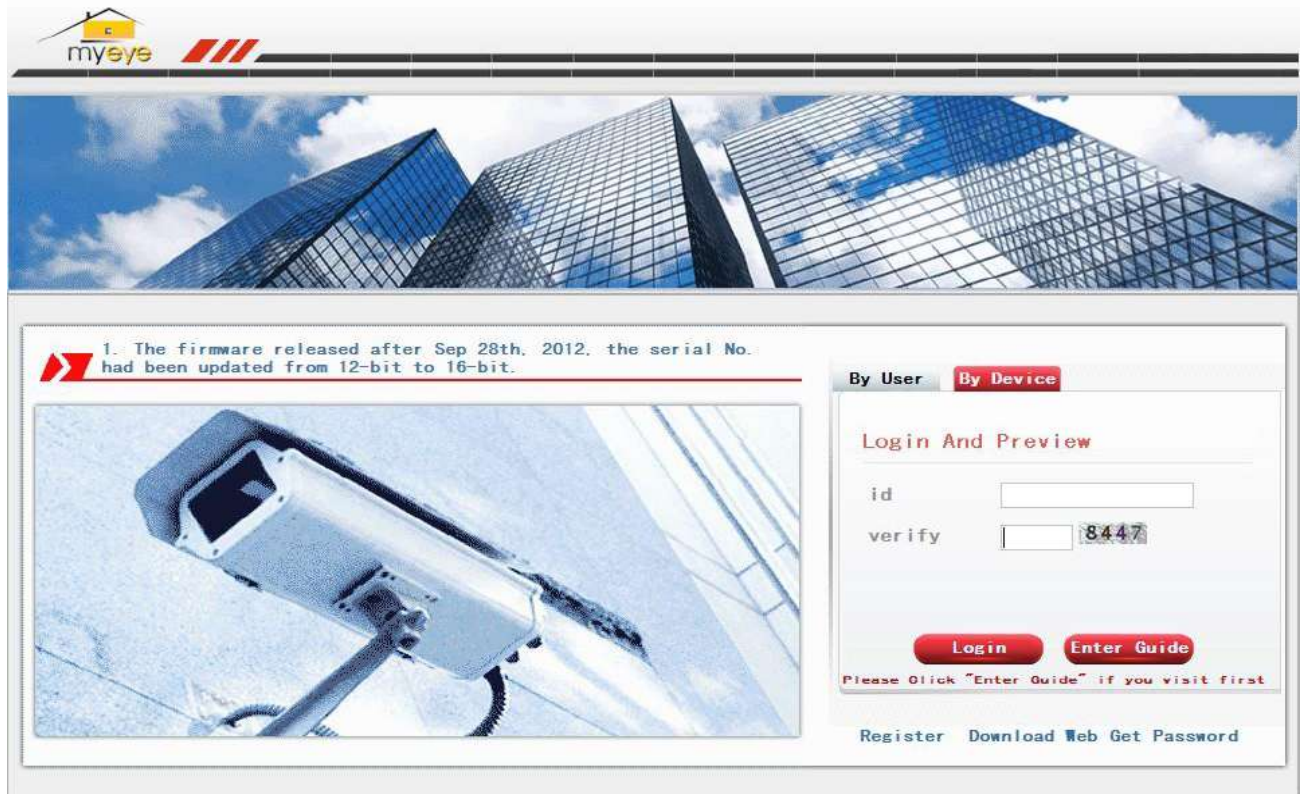 myeye
1. The firmware released after Sep 28th, 2012, the serial No.
had been updated from 12-bit to 16-bit.
By User By Device
Login And Preview
id
verify 8447
Login Enter Guide
Please Click "Enter Guide" if you visit first
Register Download Web Get Password